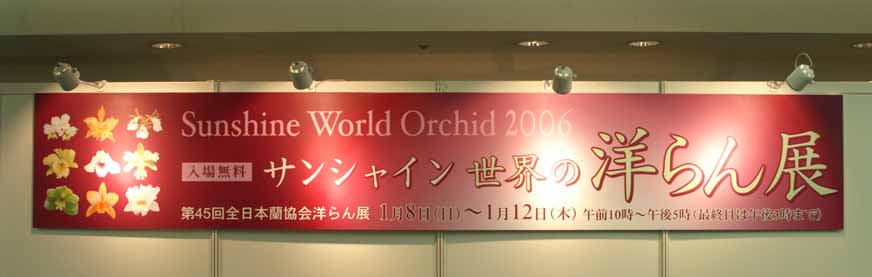 Sunshine World Orchid 2006
入場無料 サンシャイン 世界の洋らん展
第45回全日本蘭協会洋らん展 1月8日(日)～1月12日(木) 午前10時～午後5時(最終日は午後3時まで)